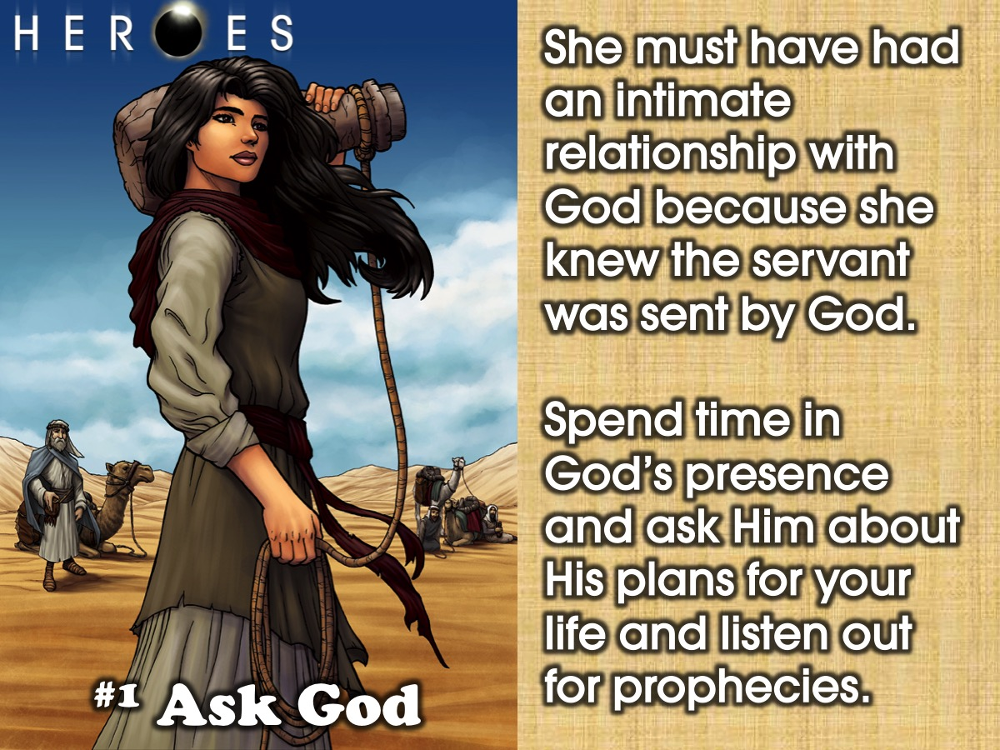 HEROES
#1 Ask God
She must have had
an intimate
relationship with
God because she
knew the servant
was sent by God.
Spend time in
God’s presence
and ask Him about
His plans for your
life and listen out
for prophecies.